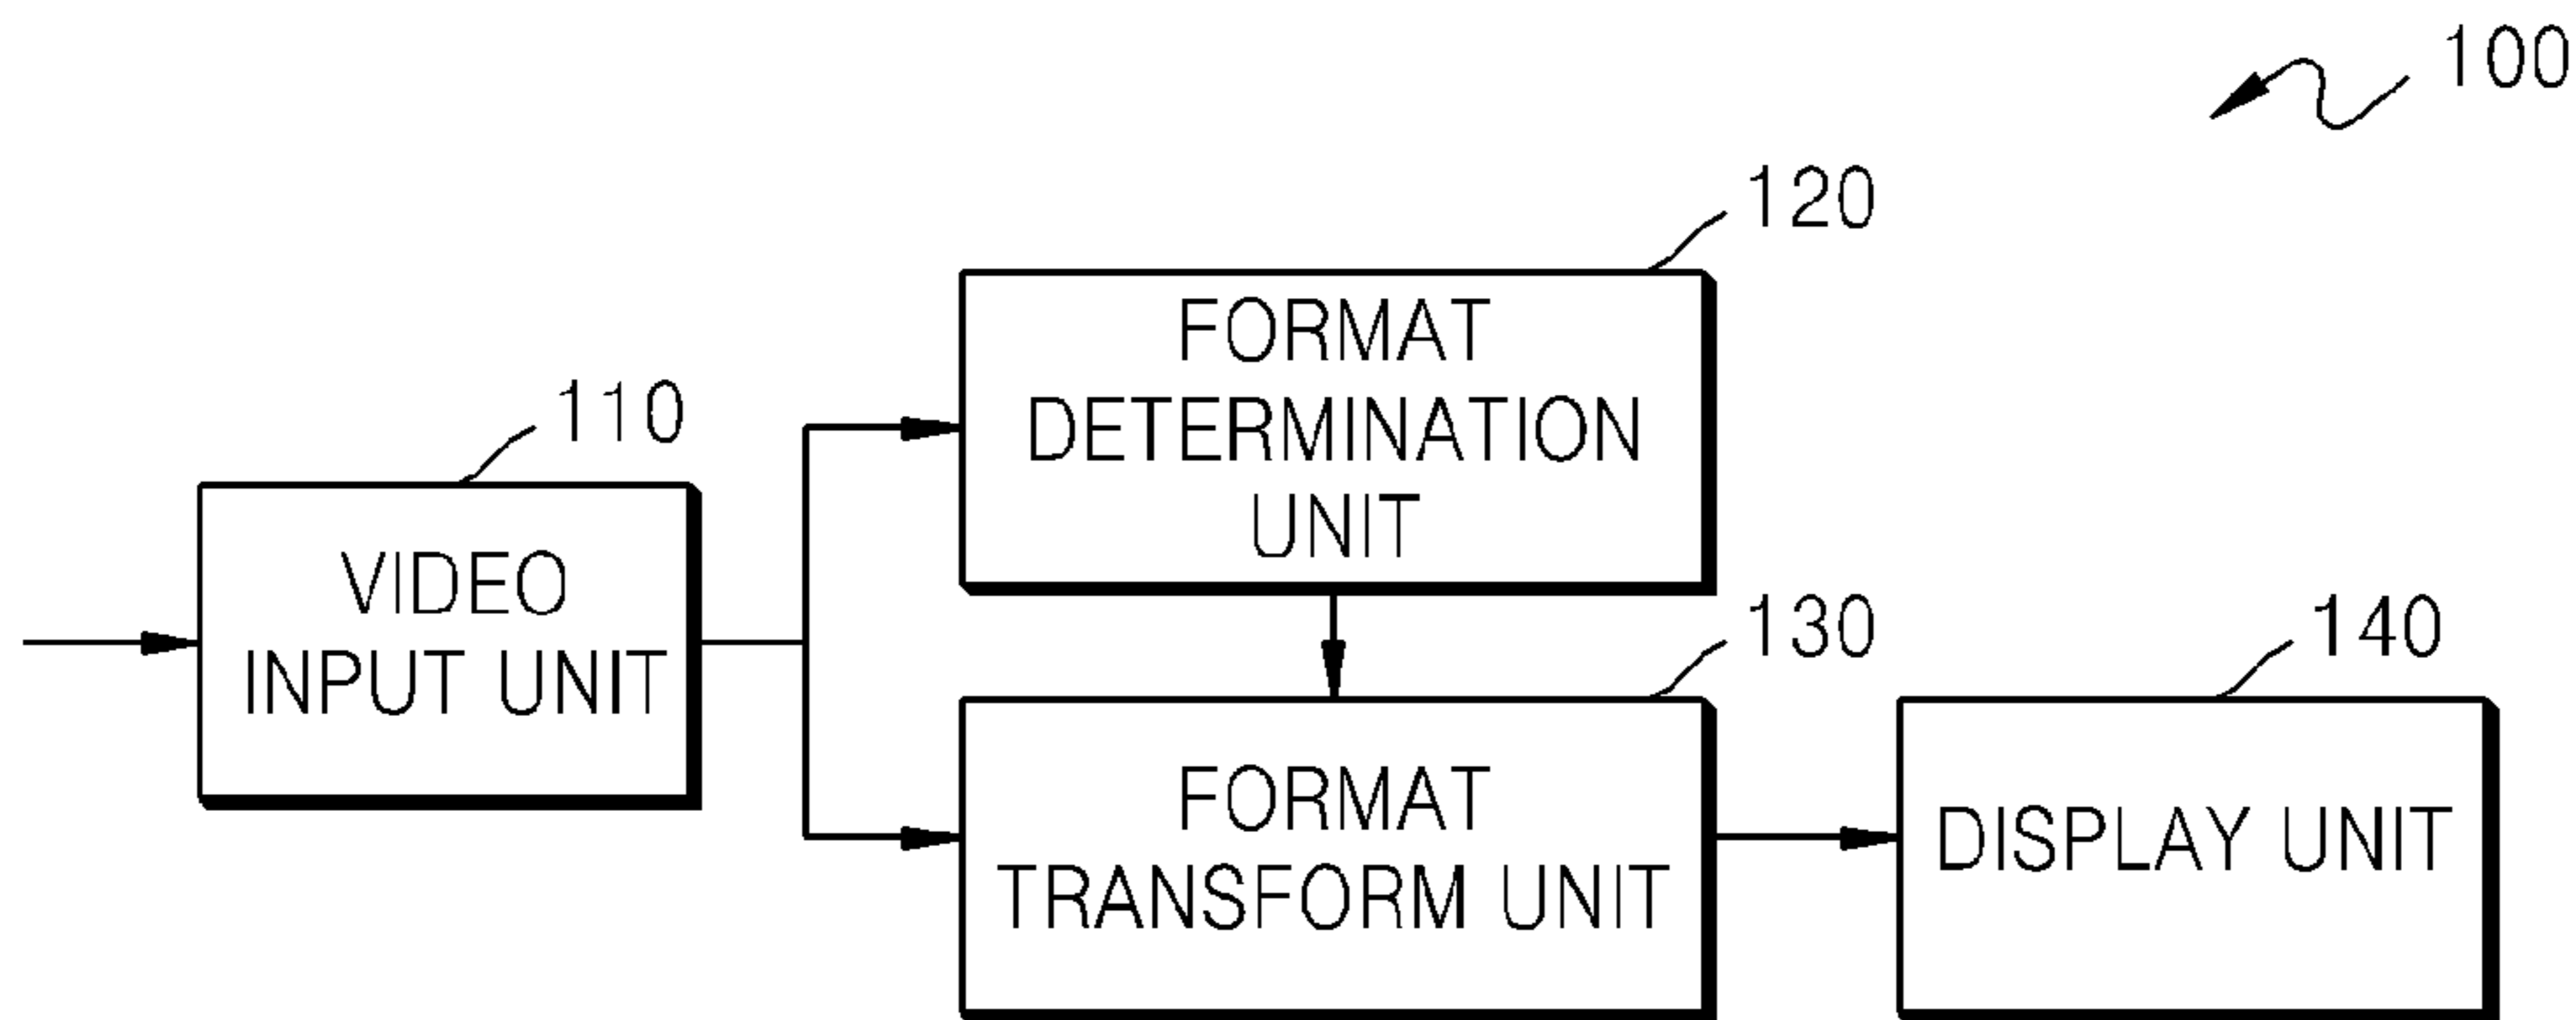 100
120
FORMAT
DETERMINATION
UNIT
110
VIDEO
INPUT UNIT
130
FORMAT
TRANSFORM UNIT
140
DISPLAY UNIT